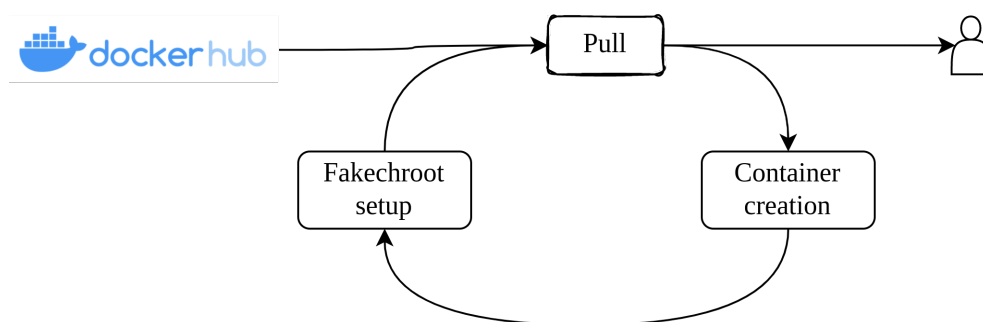 dockerhub
Pull
Fakechroot
setup
Container
creation